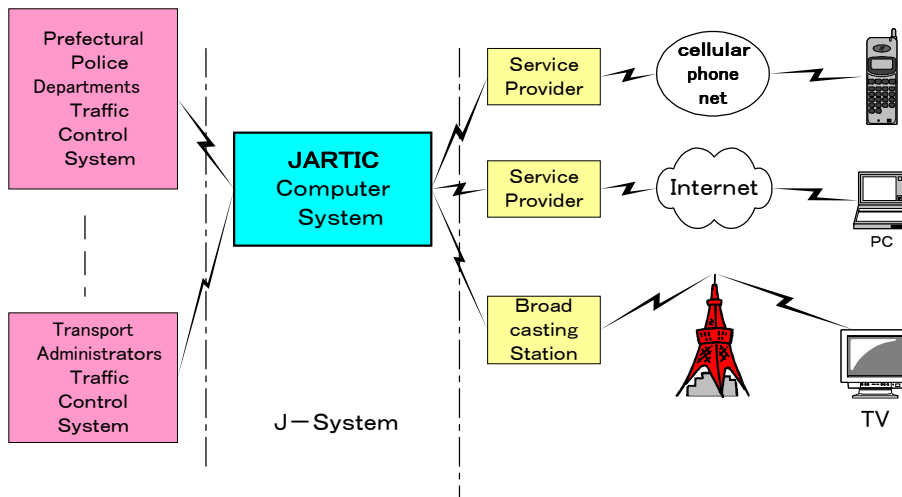 Prefectural
Police
Departments
Traffic
Control
System
Transport
Administrators
Traffic
Control
System
JARTIC
Computer
System
J－System
Service
Provider
cellular
phone
net
Service
Provider
Internet
PC
Broad
casting
Station
TV